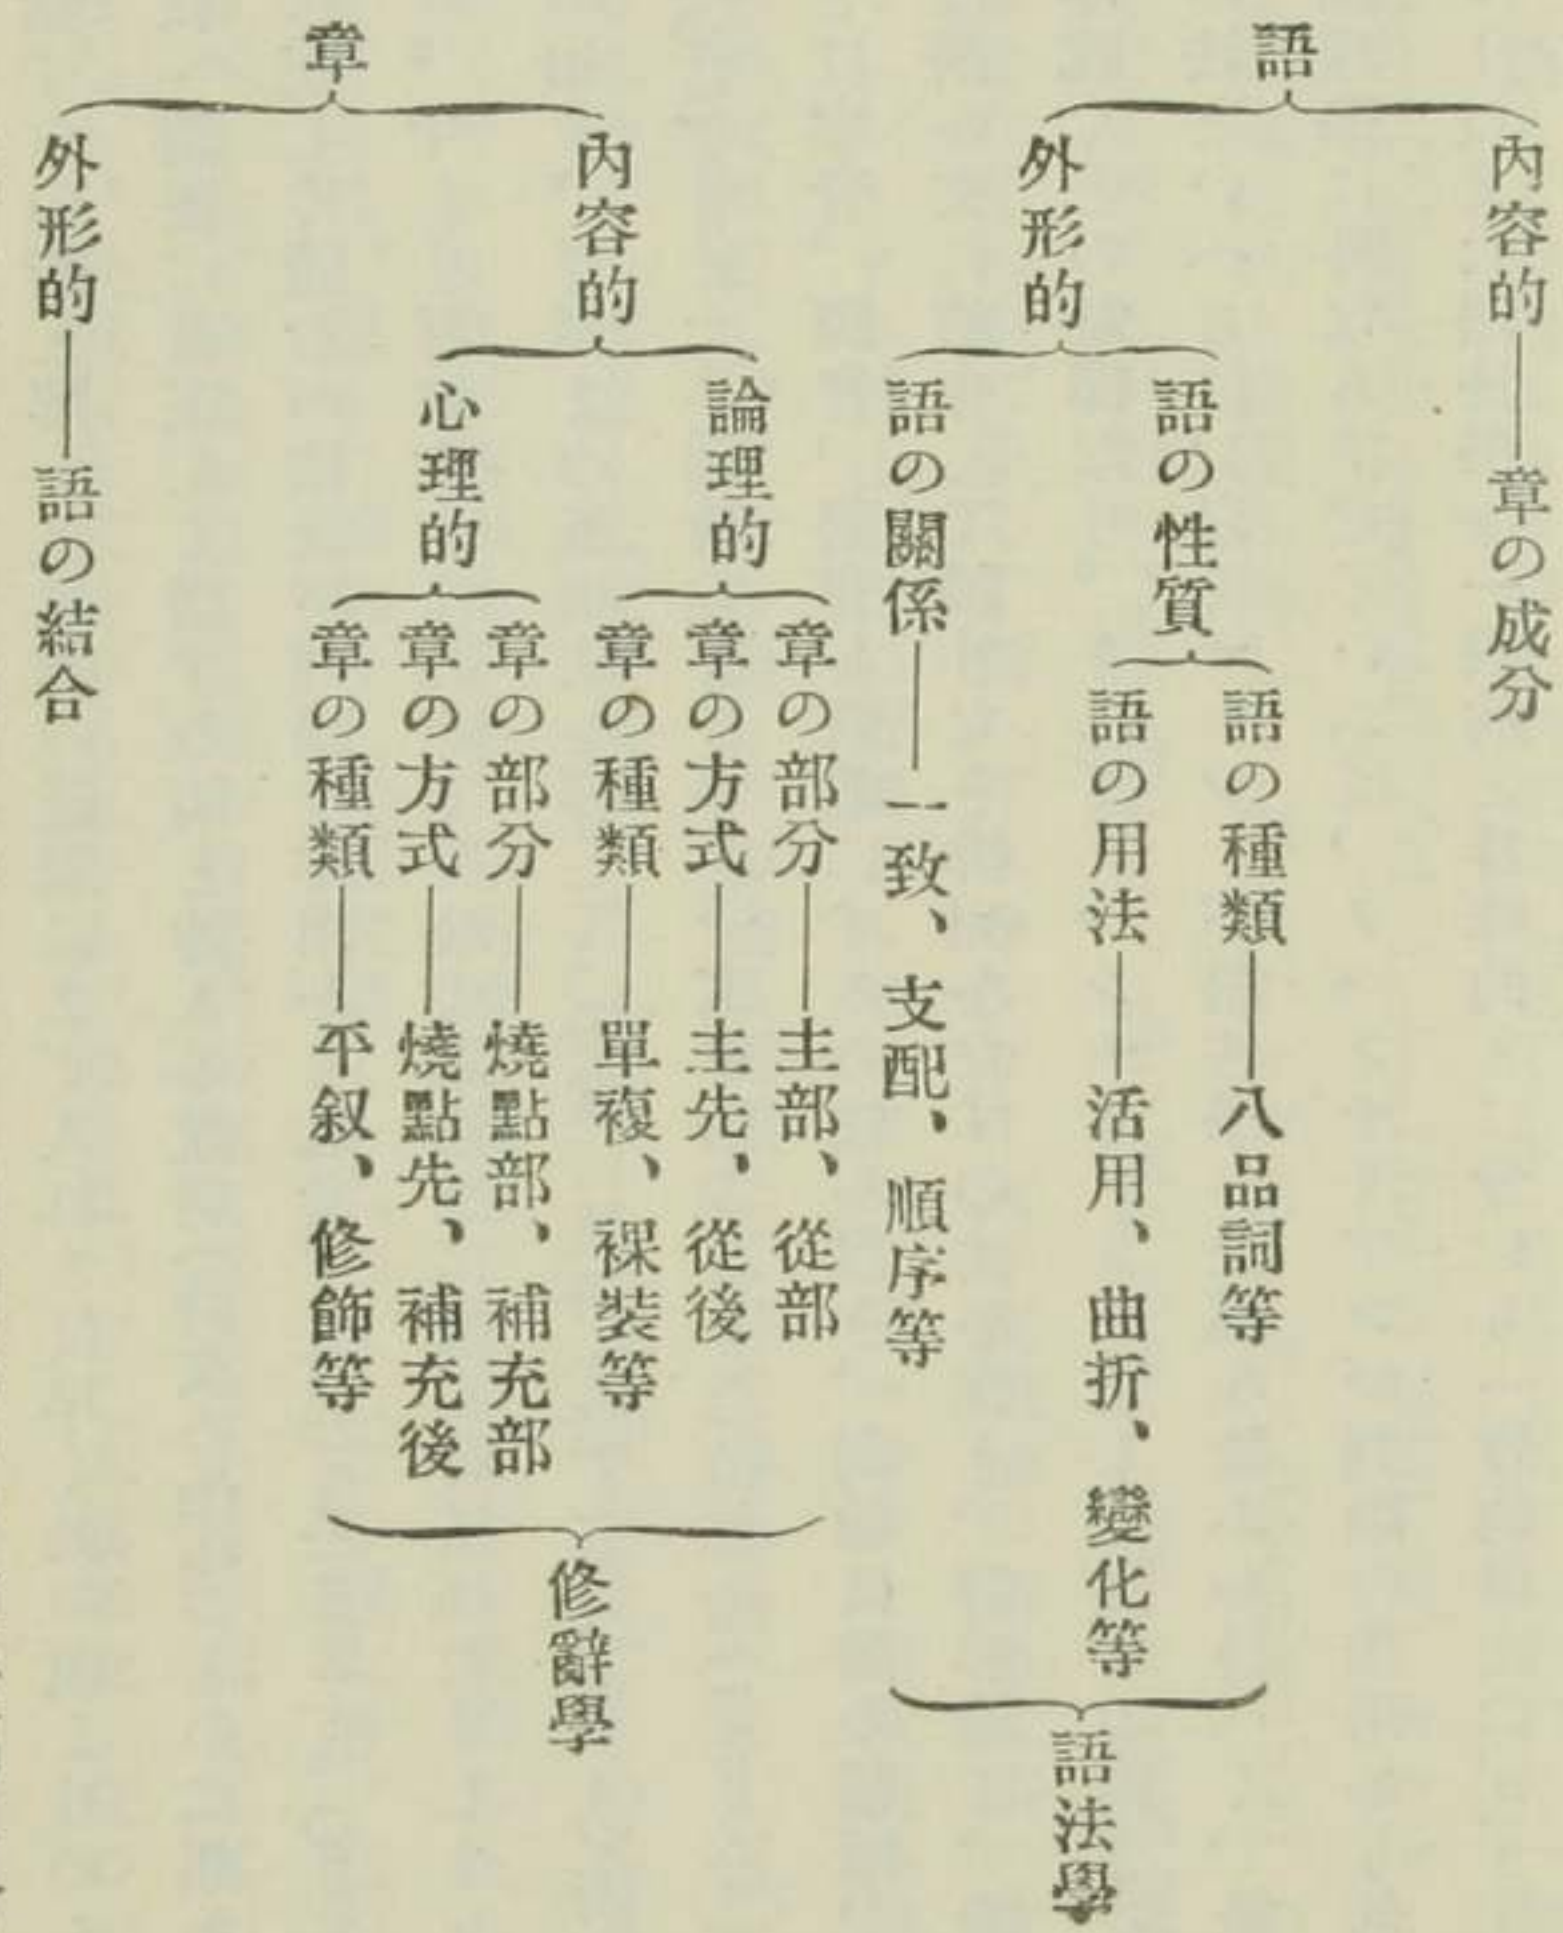 語
内容的
章の成分
外形的
語の性質
語の種類
八品詞等
語の用法
活用、曲折、變化等
語の關係
一致、支配、順序等
語法學
章
内容的
論理的
章の部分
主部、從部
章の方式
主先、從後
章の種類
單複、裸裝等
心理的
章の部分
燒點部、補充部
章の方式
燒點先、補充後
章の種類
平叙、修飾等
修辭學
外形的
語の結合